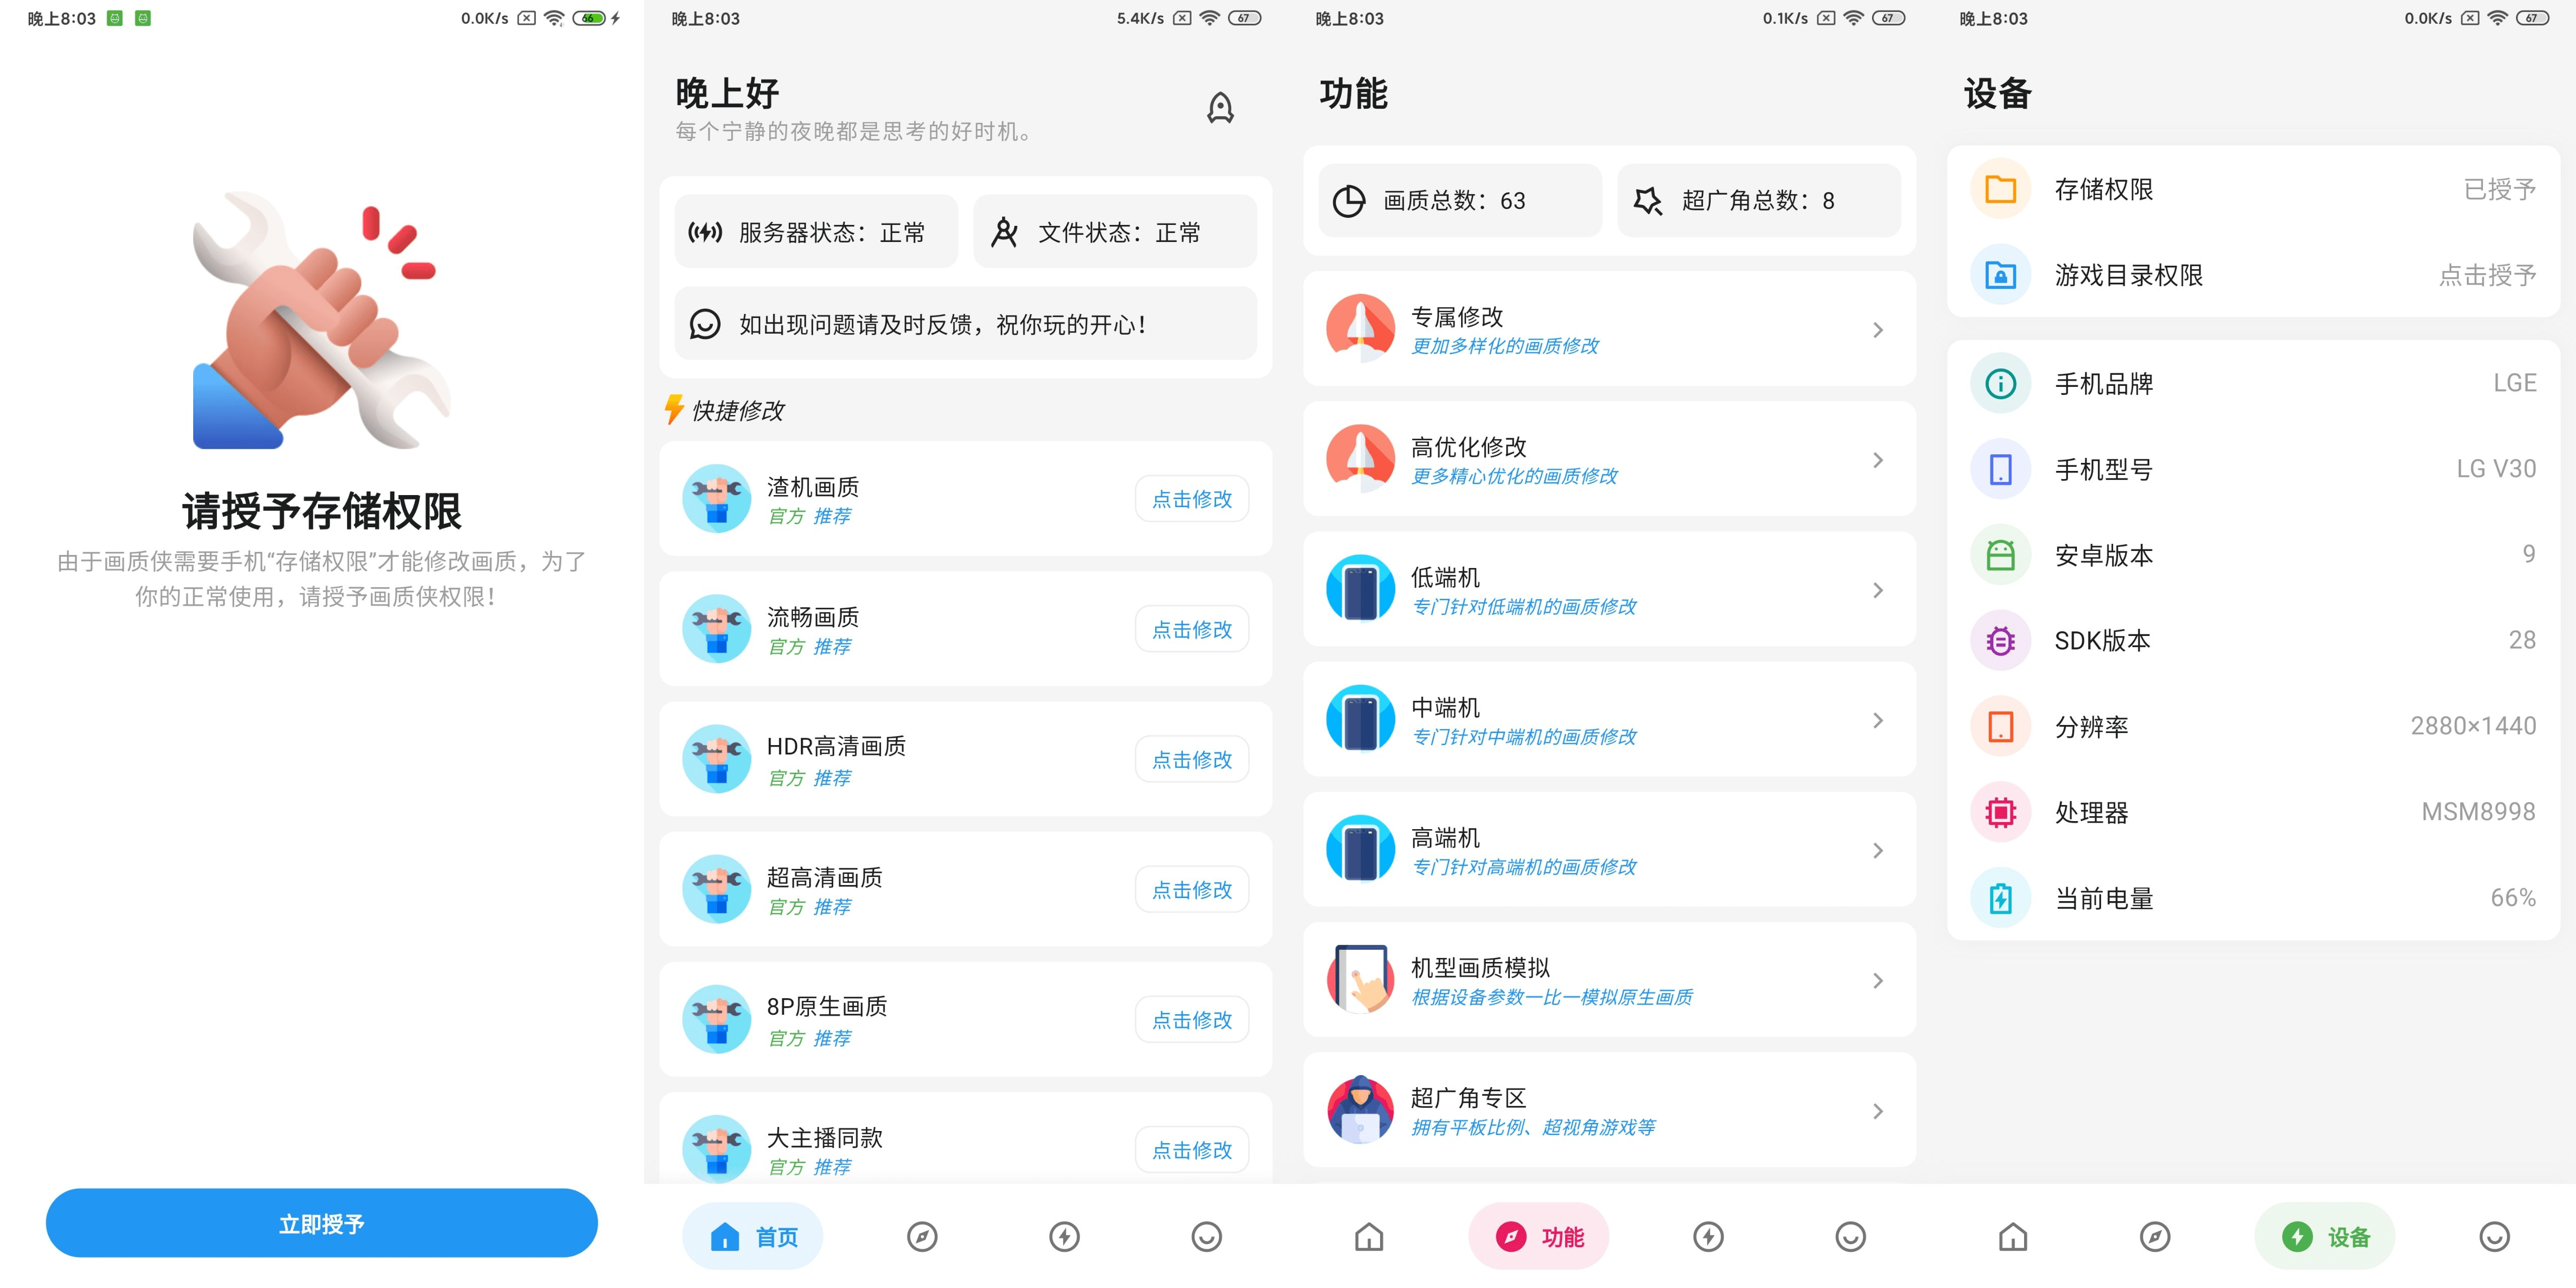 晚上8:03
0.0K/s
66
请授予存储权限
由于画质侠需要手机“存储权限”才能修改画质，为了
你的正常使用，请授予画质侠权限！
立即授予
晚上8:03
5.4K/s
67
晚上好
每个宁静的夜晚都是思考的好时机。
服务器状态：正常
文件状态：正常
如出现问题请及时反馈，祝你玩的开心！
快捷修改
渣机画质
官方 推荐
点击修改
流畅画质
官方 推荐
点击修改
HDR高清画质
官方 推荐
点击修改
超高清画质
官方 推荐
点击修改
8P原生画质
官方 推荐
点击修改
大主播同款
官方 推荐
点击修改
首页
晚上8:03
0.1K/s
67
功能
画质总数：63
超广角总数：8
专属修改
更加多样化的画质修改
高优化修改
更多精心优化的画质修改
低端机
专门针对低端机的画质修改
中端机
专门针对中端机的画质修改
高端机
专门针对高端机的画质修改
机型画质模拟
根据设备参数一比一模拟原生画质
超广角专区
拥有平板比例、超视角游戏等
功能
晚上8:03
0.0K/s
67
设备
存储权限
已授予
游戏目录权限
点击授予
手机品牌
LGE
手机型号
LG V30
安卓版本
9
SDK版本
28
分辨率
2880×1440
处理器
MSM8998
当前电量
66%
设备